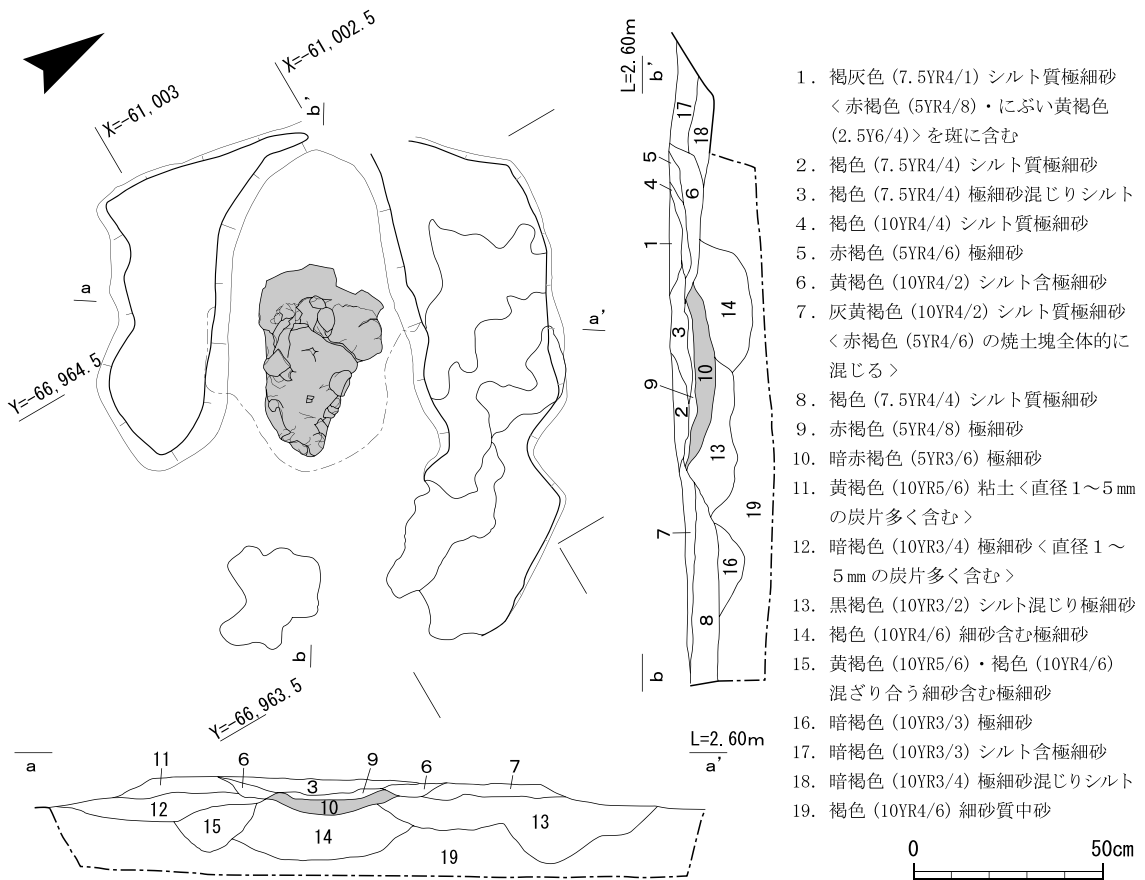 X=-61,002.5
X=-61,003
b'
a
a'
Y=-66,964.5
b
Y=-66,963.5
L=2.60m
b'
17
18
5
4
6
1
14
3
10
9
2
13
19
7
16
8
b
a
11
6
3
9
6
7
L=2.60m
a'
12
10
15
14
13
19
1．褐灰色 (7.5YR4/1) シルト質極細砂
＜赤褐色 (5YR4/8)・にぶい黄褐色
(2.5Y6/4)＞を斑に含む
2．褐色 (7.5YR4/4) シルト質極細砂
3．褐色 (7.5YR4/4) 極細砂混じりシルト
4．褐色 (10YR4/4) シルト質極細砂
5．赤褐色 (5YR4/6) 極細砂
6．黄褐色 (10YR4/2) シルト含極細砂
7．灰黄褐色 (10YR4/2) シルト質極細砂
＜赤褐色 (5YR4/6) の焼土塊全体的に
混じる＞
8．褐色 (7.5YR4/4) シルト質極細砂
9．赤褐色 (5YR4/8) 極細砂
10．暗赤褐色 (5YR3/6) 極細砂
11．黄褐色 (10YR5/6) 粘土＜直径１～５㎜
の炭片多く含む＞
12．暗褐色 (10YR3/4) 極細砂＜直径１～
５㎜の炭片多く含む＞
13．黒褐色 (10YR3/2) シルト混じり極細砂
14．褐色 (10YR4/6) 細砂含む極細砂
15．黄褐色 (10YR5/6)・褐色 (10YR4/6)
混ざり合う細砂含む極細砂
16．暗褐色 (10YR3/3) 極細砂
17．暗褐色 (10YR3/3) シルト含極細砂
18．暗褐色 (10YR3/4) 極細砂混じりシルト
19．褐色 (10YR4/6) 細砂質中砂
0
50cm